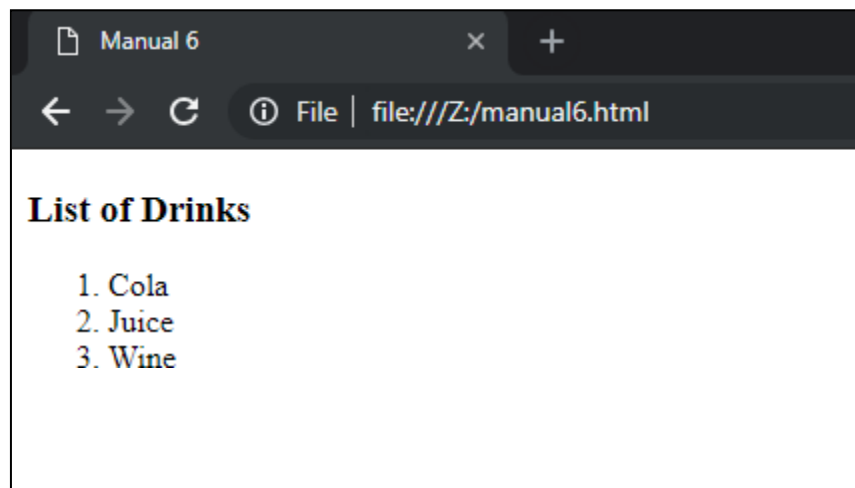 Manual 6
File | file:///Z:/manual6.html
List of Drinks
1. Cola
2. Juice
3. Wine